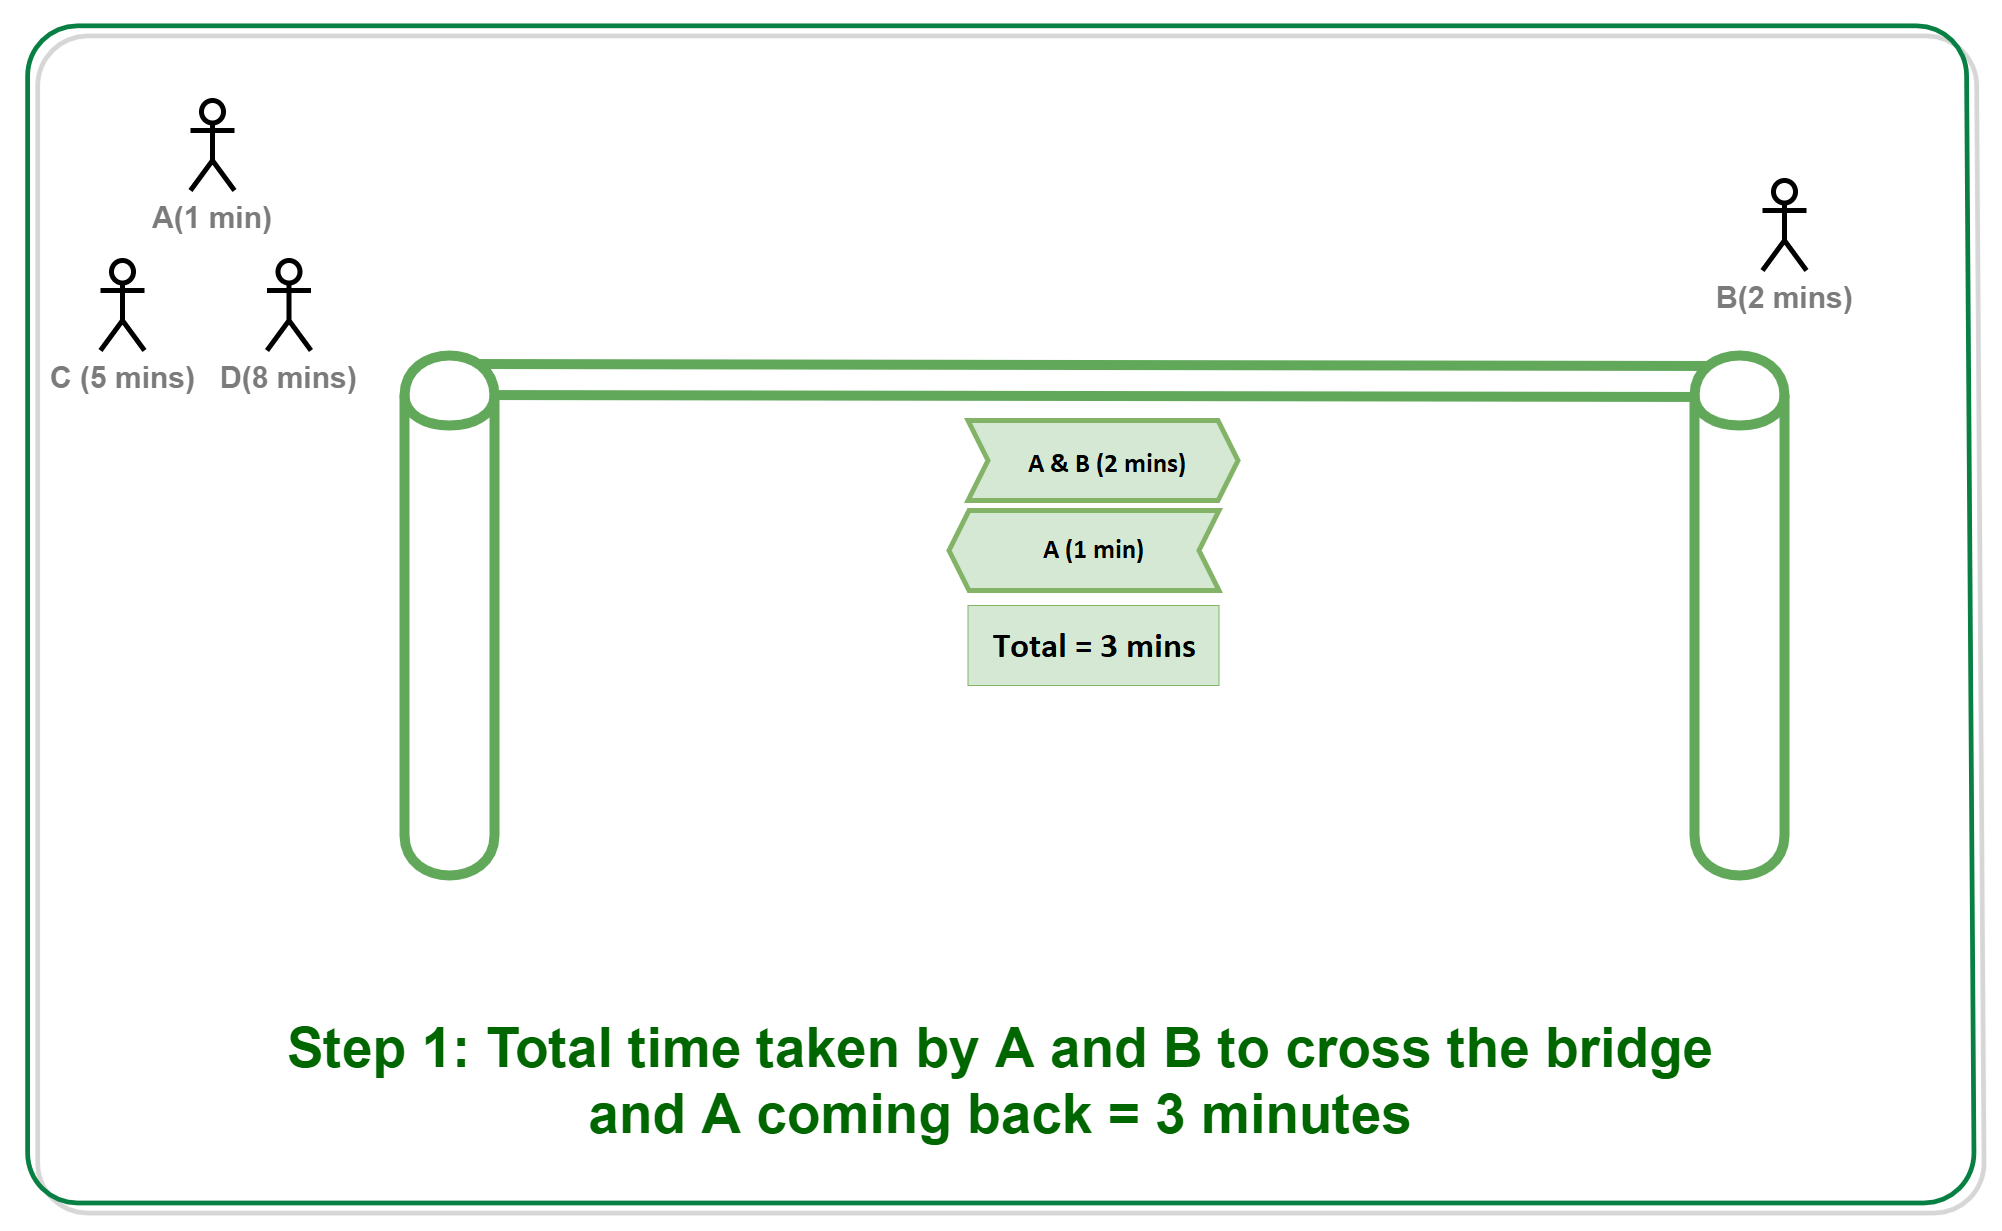 A(1 min)
B(2 mins)
C (5 mins) D(8 mins)
A & B (2 mins)
A (1 min)
Total = 3 mins
Step 1: Total time taken by A and B to cross the bridge
and A coming back = 3 minutes